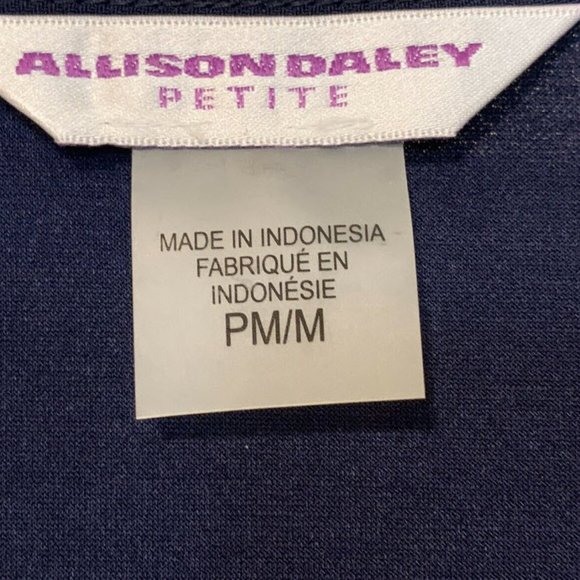 ALLISON DALEY
PETITE
MADE IN INDONESIA
FABRIQUÉ EN
INDONÉSIE
PM/M